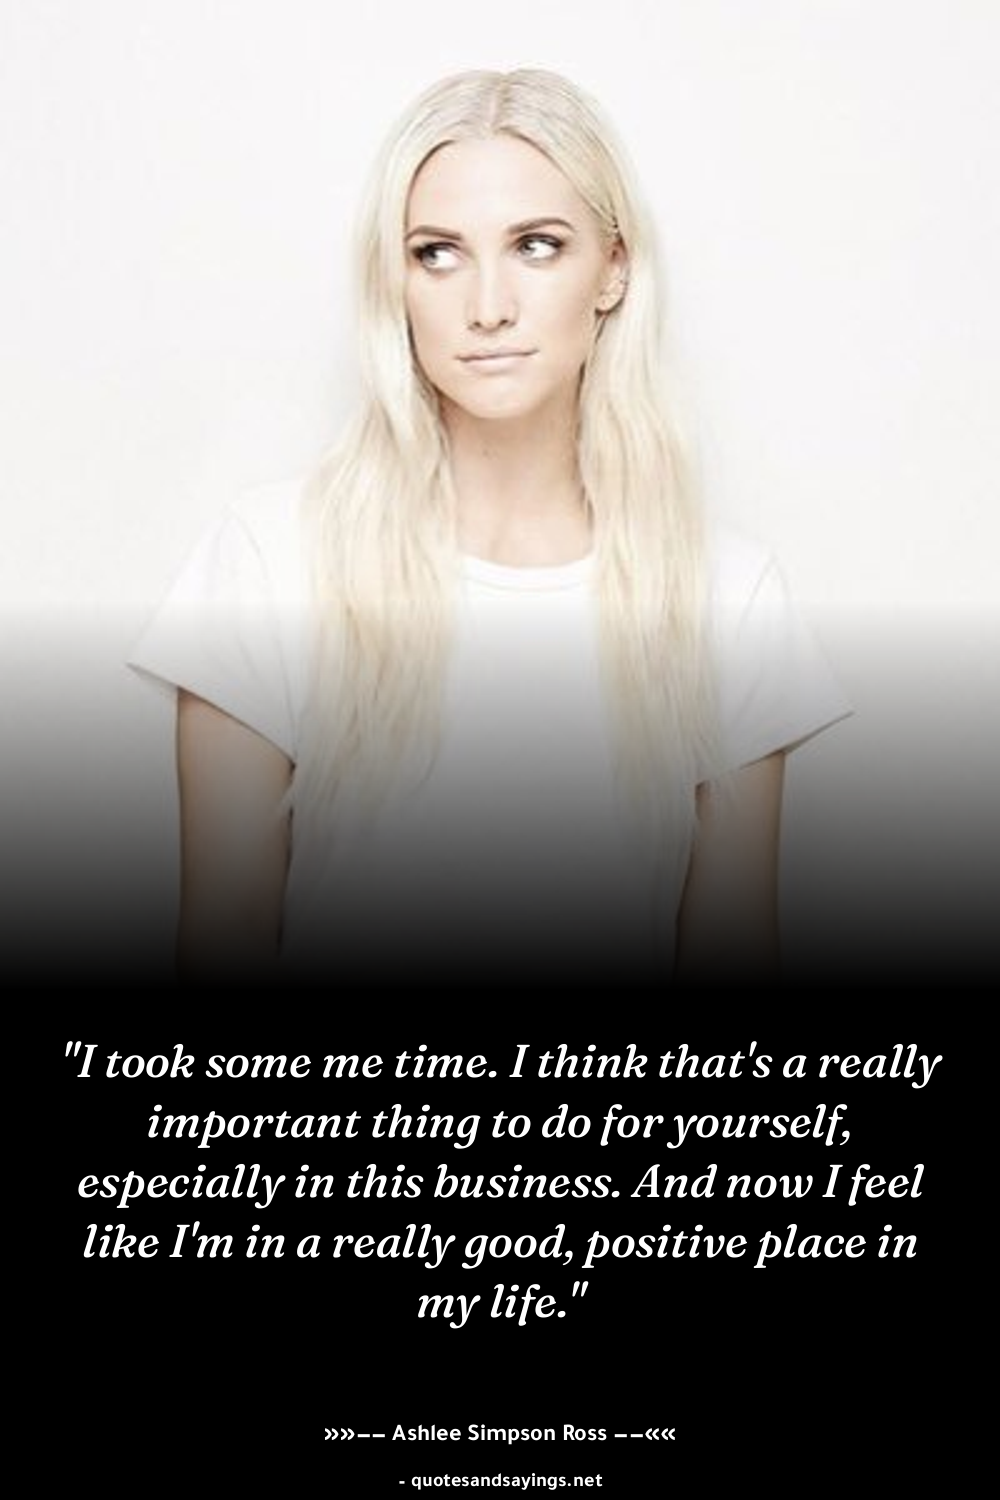 "I took some me time. I think that's a really
important thing to do for yourself,
especially in this business. And now I feel
like I'm in a really good, positive place in
my life."
»»–– Ashlee Simpson Ross ––««
- quotesandsayings.net